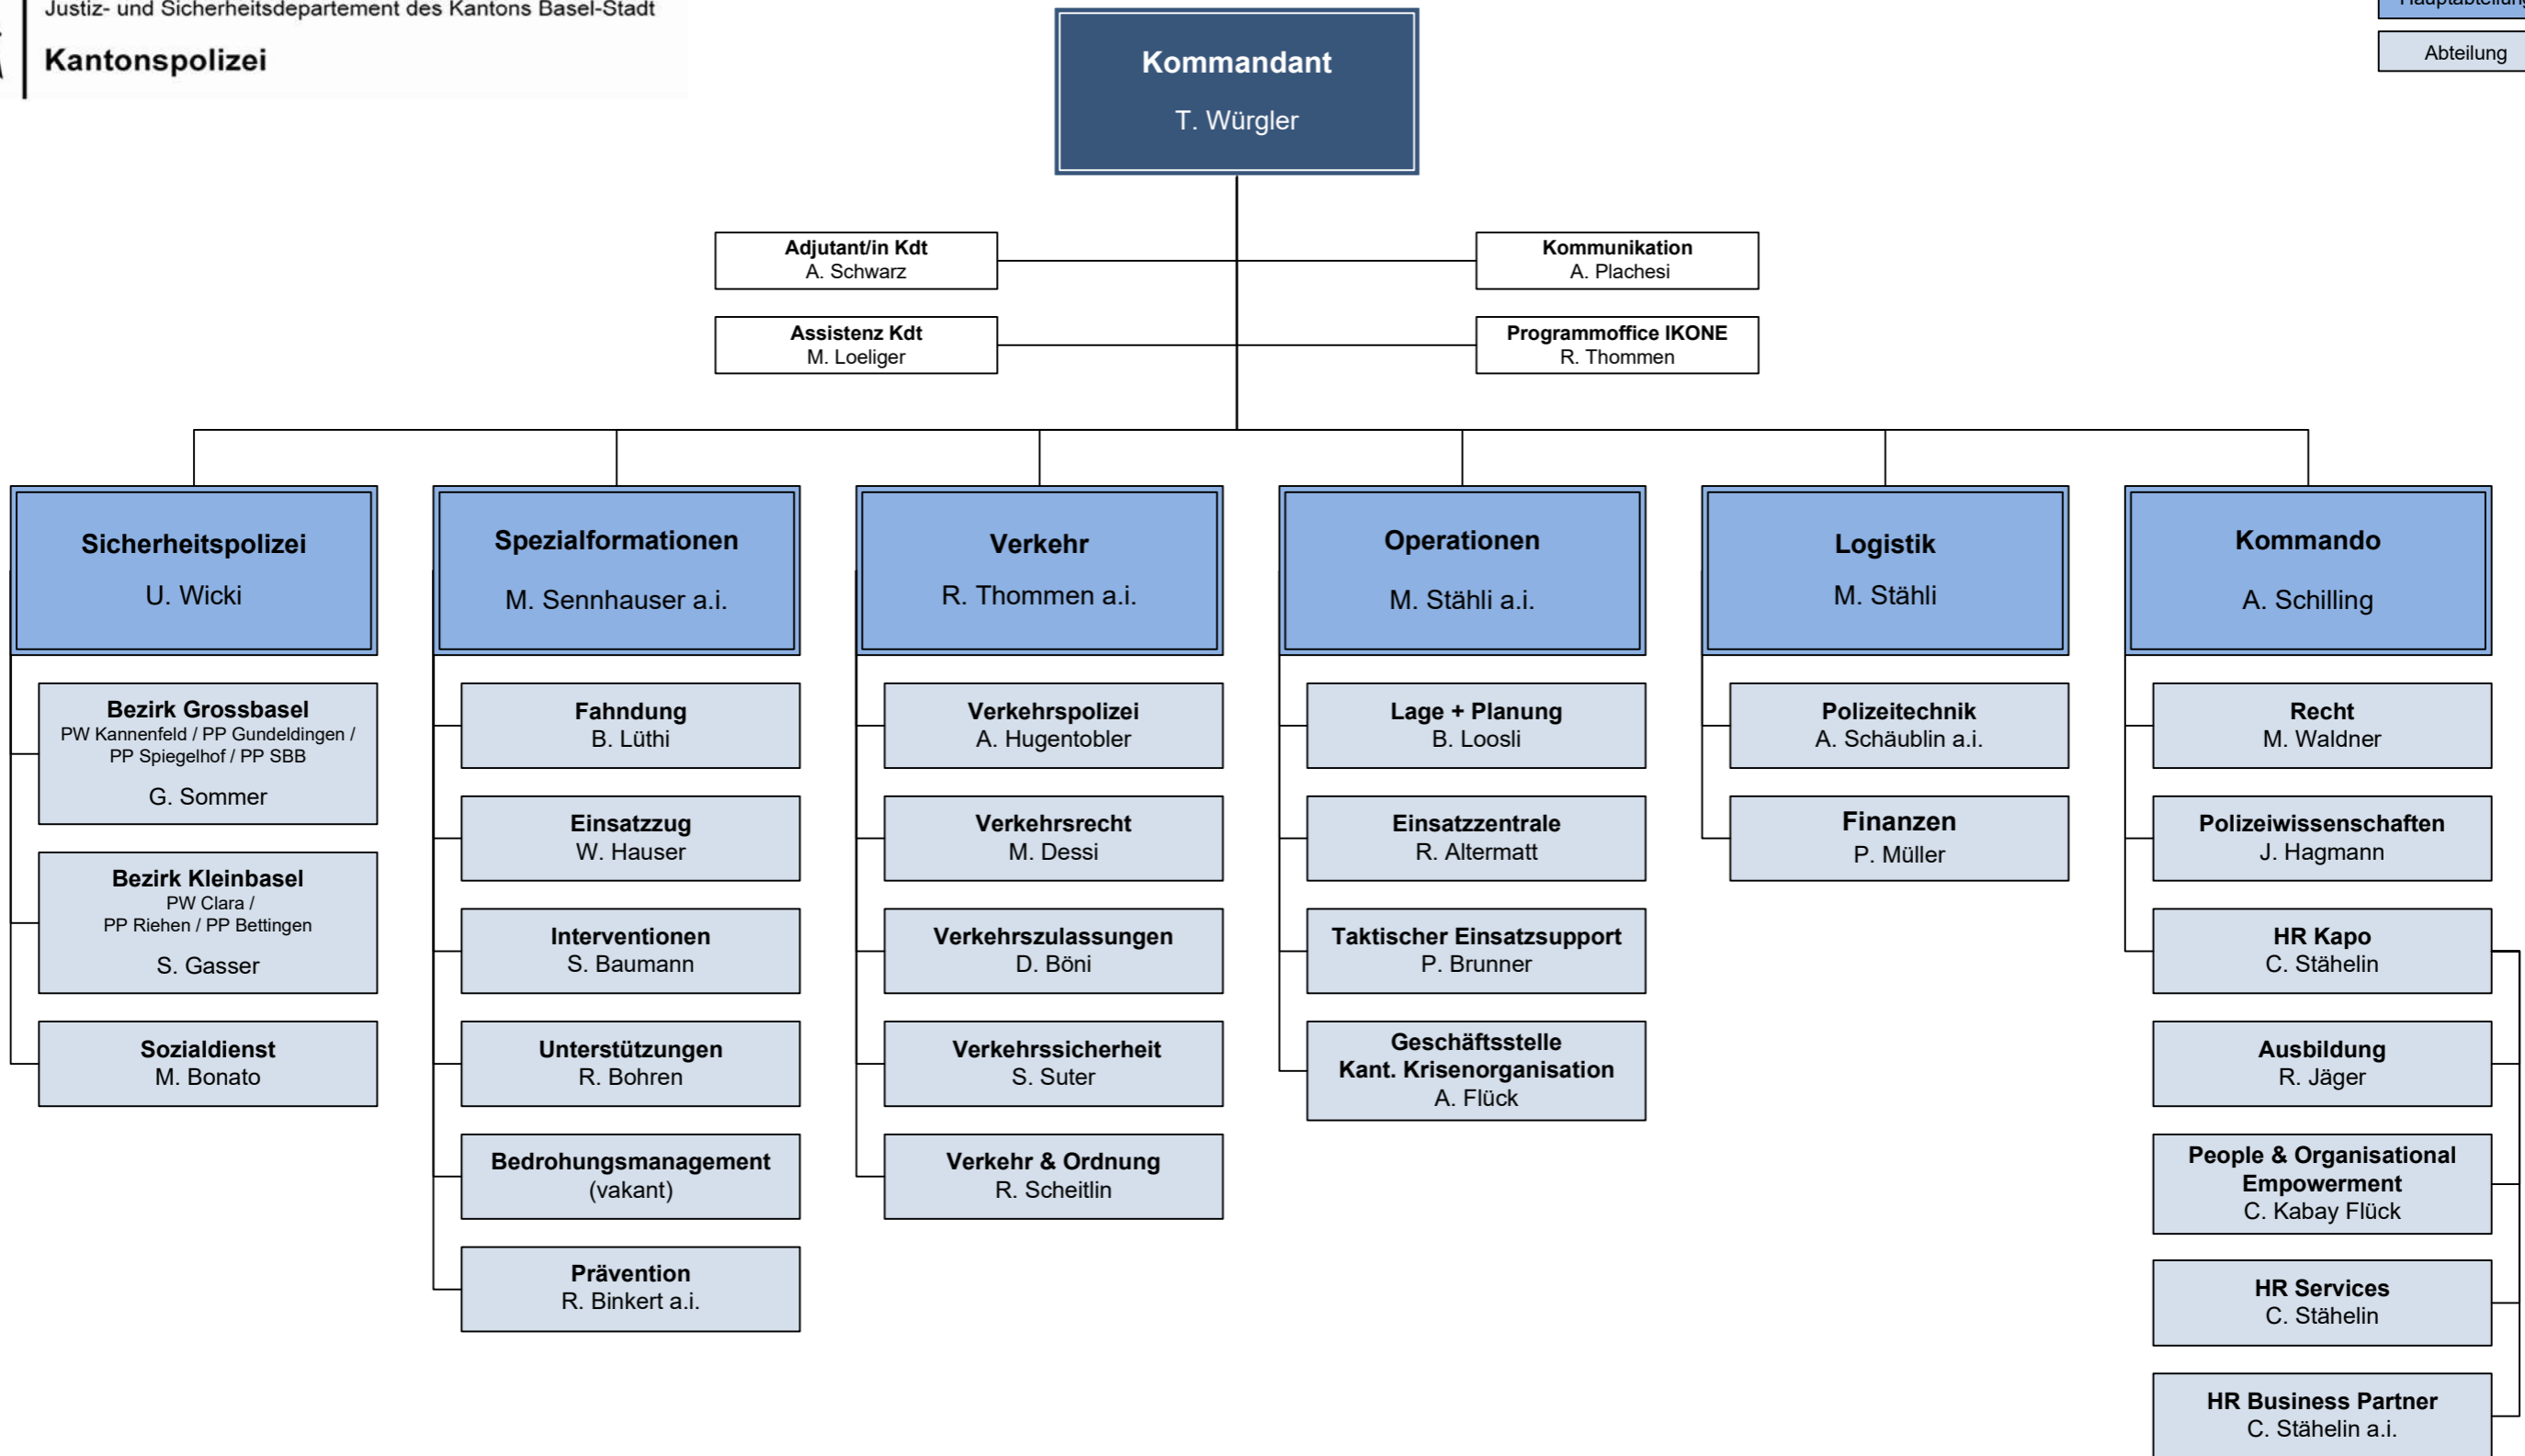 Justiz- und Sicherheitsdepartement des Kantons Basel-Stadt
Kantonspolizei
Hauptabteilung
Abteilung
Kommandant
T. Würgler
Adjutant/in Kdt
A. Schwarz
Kommunikation
A. Plachesi
Assistenz Kdt
M. Loeliger
Programmoffice IKONE
R. Thommen
Sicherheitspolizei
U. Wicki
Bezirk Grossbasel
PW Kannenfeld / PP Gundeldingen /
PP Spiegelhof / PP SBB
G. Sommer
Bezirk Kleinbasel
PW Clara /
PP Riehen / PP Bettingen
S. Gasser
Sozialdienst
M. Bonato
Spezialformationen
M. Sennhauser a.i.
Fahndung
B. Lüthi
Einsatzzug
W. Hauser
Interventionen
S. Baumann
Unterstützungen
R. Bohren
Bedrohungsmanagement
(vakant)
Prävention
R. Binkert a.i.
Verkehr
R. Thommen a.i.
Verkehrspolizei
A. Hugentobler
Verkehrsrecht
M. Dessi
Verkehrszulassungen
D. Böni
Verkehrssicherheit
S. Suter
Verkehr & Ordnung
R. Scheitlin
Operationen
M. Stähli a.i.
Lage + Planung
B. Loosli
Einsatzzentrale
R. Altermatt
Taktischer Einsatzsupport
P. Brunner
Geschäftsstelle
Kant. Krisenorganisation
A. Flück
Logistik
M. Stähli
Polizeitechnik
A. Schäublin a.i.
Finanzen
P. Müller
Kommando
A. Schilling
Recht
M. Waldner
Polizeiwissenschaften
J. Hagmann
HR Kapo
C. Stähelin
Ausbildung
R. Jäger
People & Organisational
Empowerment
C. Kabay Flück
HR Services
C. Stähelin
HR Business Partner
C. Stähelin a.i.